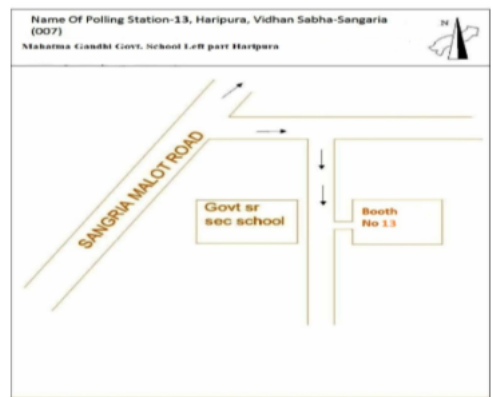 Name Of Polling Station-13, Haripura, Vidhan Sabha-Sangaria
(007)
Mahatma Gandhi Govt. School Left part Haripura
N
SANGRIA MALOT ROAD
Govt sr
sec school
Booth
No 13